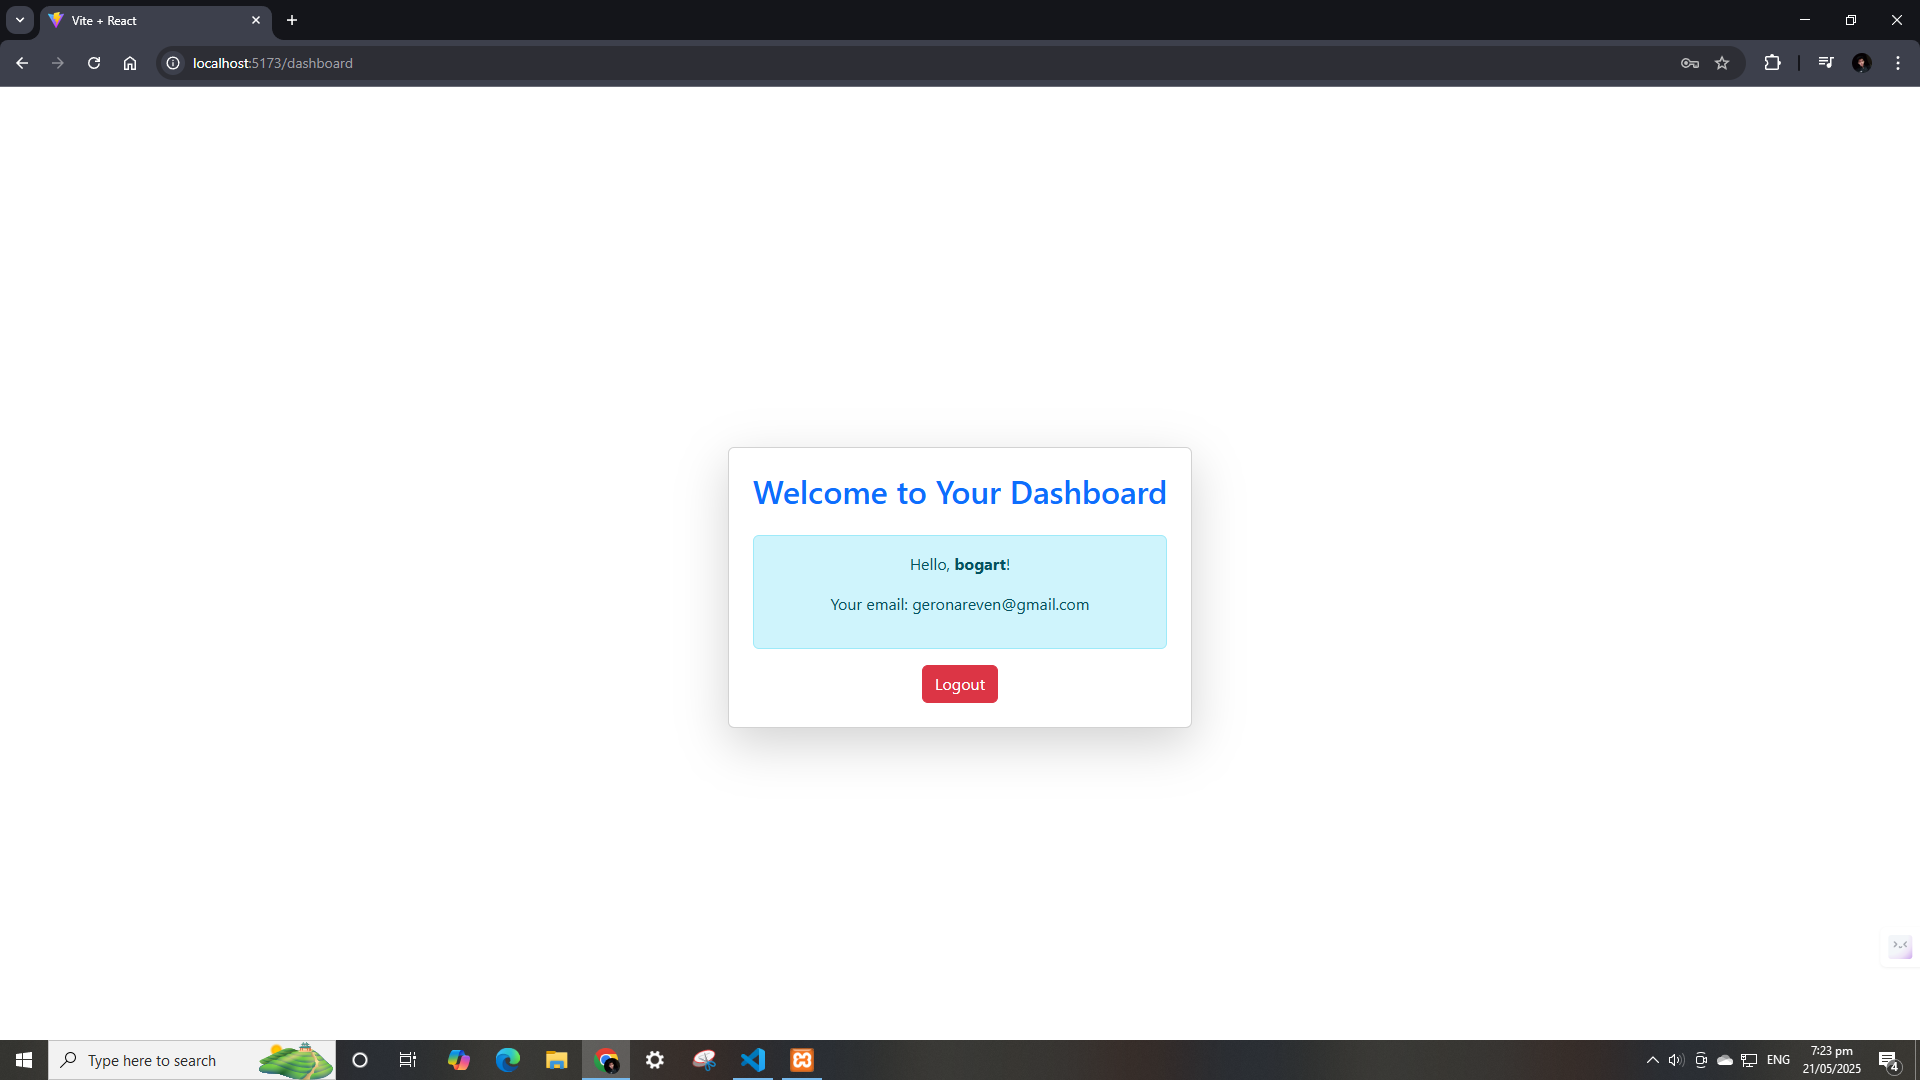 Vite + React
localhost:5173/dashboard
Welcome to Your Dashboard
Hello, bogart!
Your email: geronareven@gmail.com
Logout
Type here to search
ENG
7:23 pm
21/05/2025
4